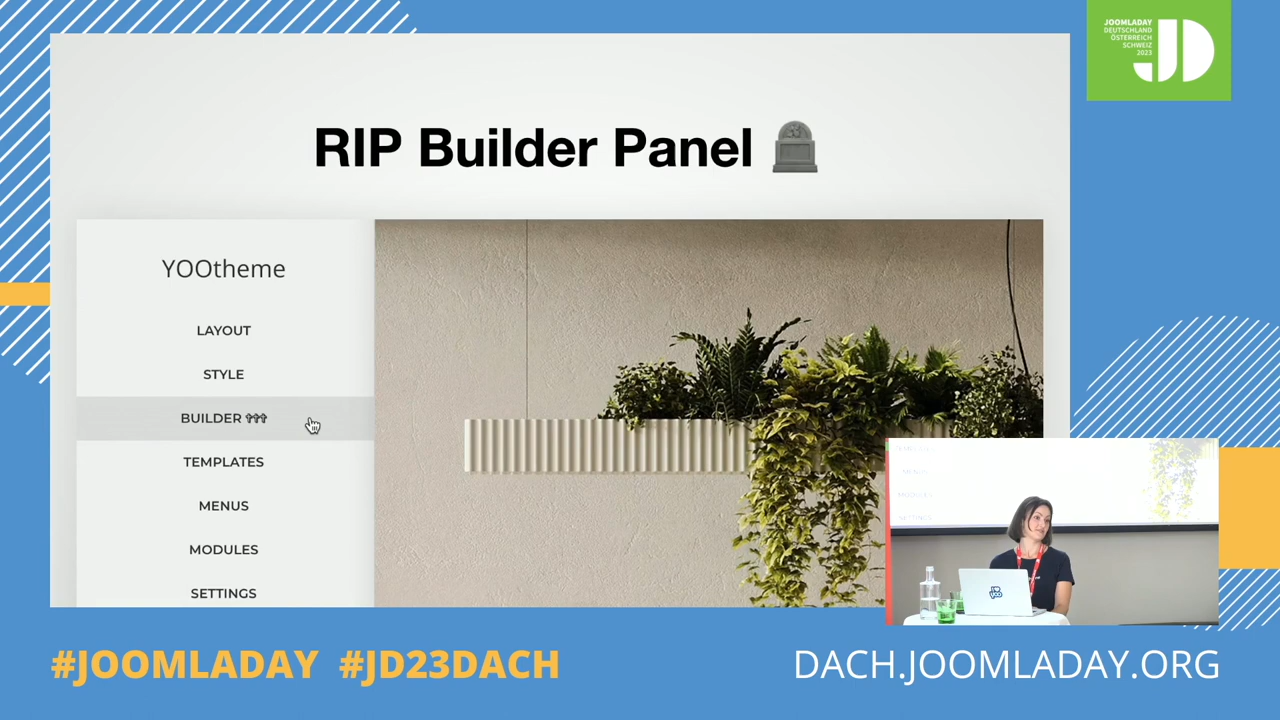 JOOMLADAY
DEUTSCHLAND
ÖSTERREICH
SCHWEIZ
2023
JD
RIP Builder Panel
YOOtheme
LAYOUT
STYLE
BUILDER ✞✞✞
TEMPLATES
MENUS
MODULES
SETTINGS
#JOOMLADAY #JD23DACH
DACH.JOOMLADAY.ORG